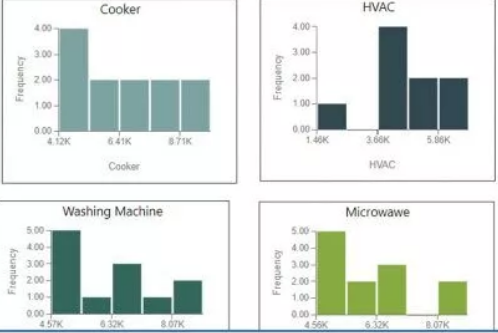 Cooker
4.00
3.00
2.00
1.00
0.00
Frequency
4.12K 6.41K 8.71K
Cooker
HVAC
4.00
3.00
2.00
1.00
0.00
Frequency
1.46K 3.66K 5.86K
HVAC
Washing Machine
5.00
4.00
3.00
2.00
1.00
0.00
Frequency
4.57K 6.32K 8.07K
Microwawe
5.00
4.00
3.00
2.00
1.00
0.00
Frequency
4.56K 6.32K 8.07K